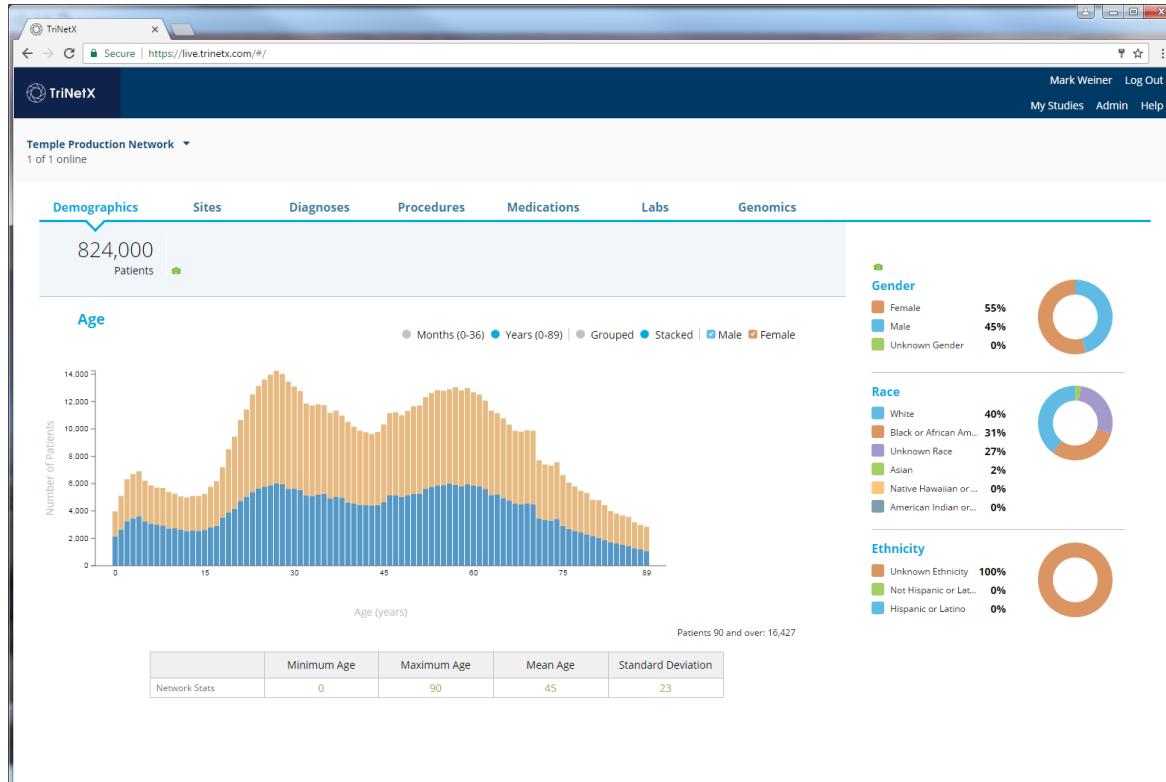 TriNetX
Secure | https://live.trinetx.com/#/
TriNetX
Mark Weiner Log Out
My Studies Admin Help
Temple Production Network
1 of 1 online
Demographics Sites Diagnoses Procedures Medications Labs Genomics
824,000
Patients
Age
Months (0-36) Years (0-89) Grouped Stacked Male Female
Number of Patients
14,000
12,000
10,000
8,000
6,000
4,000
2,000
0
0 15 30 45 60 75 89
Age (years)
Patients 90 and over: 16,427
Minimum Age Maximum Age Mean Age Standard Deviation
Network Stats 0 90 45 23
Gender
Female 55%
Male 45%
Unknown Gender 0%
Race
White 40%
Black or African Am... 31%
Unknown Race 27%
Asian 2%
Native Hawaiian or ... 0%
American Indian or... 0%
Ethnicity
Unknown Ethnicity 100%
Not Hispanic or Lat... 0%
Hispanic or Latino 0%